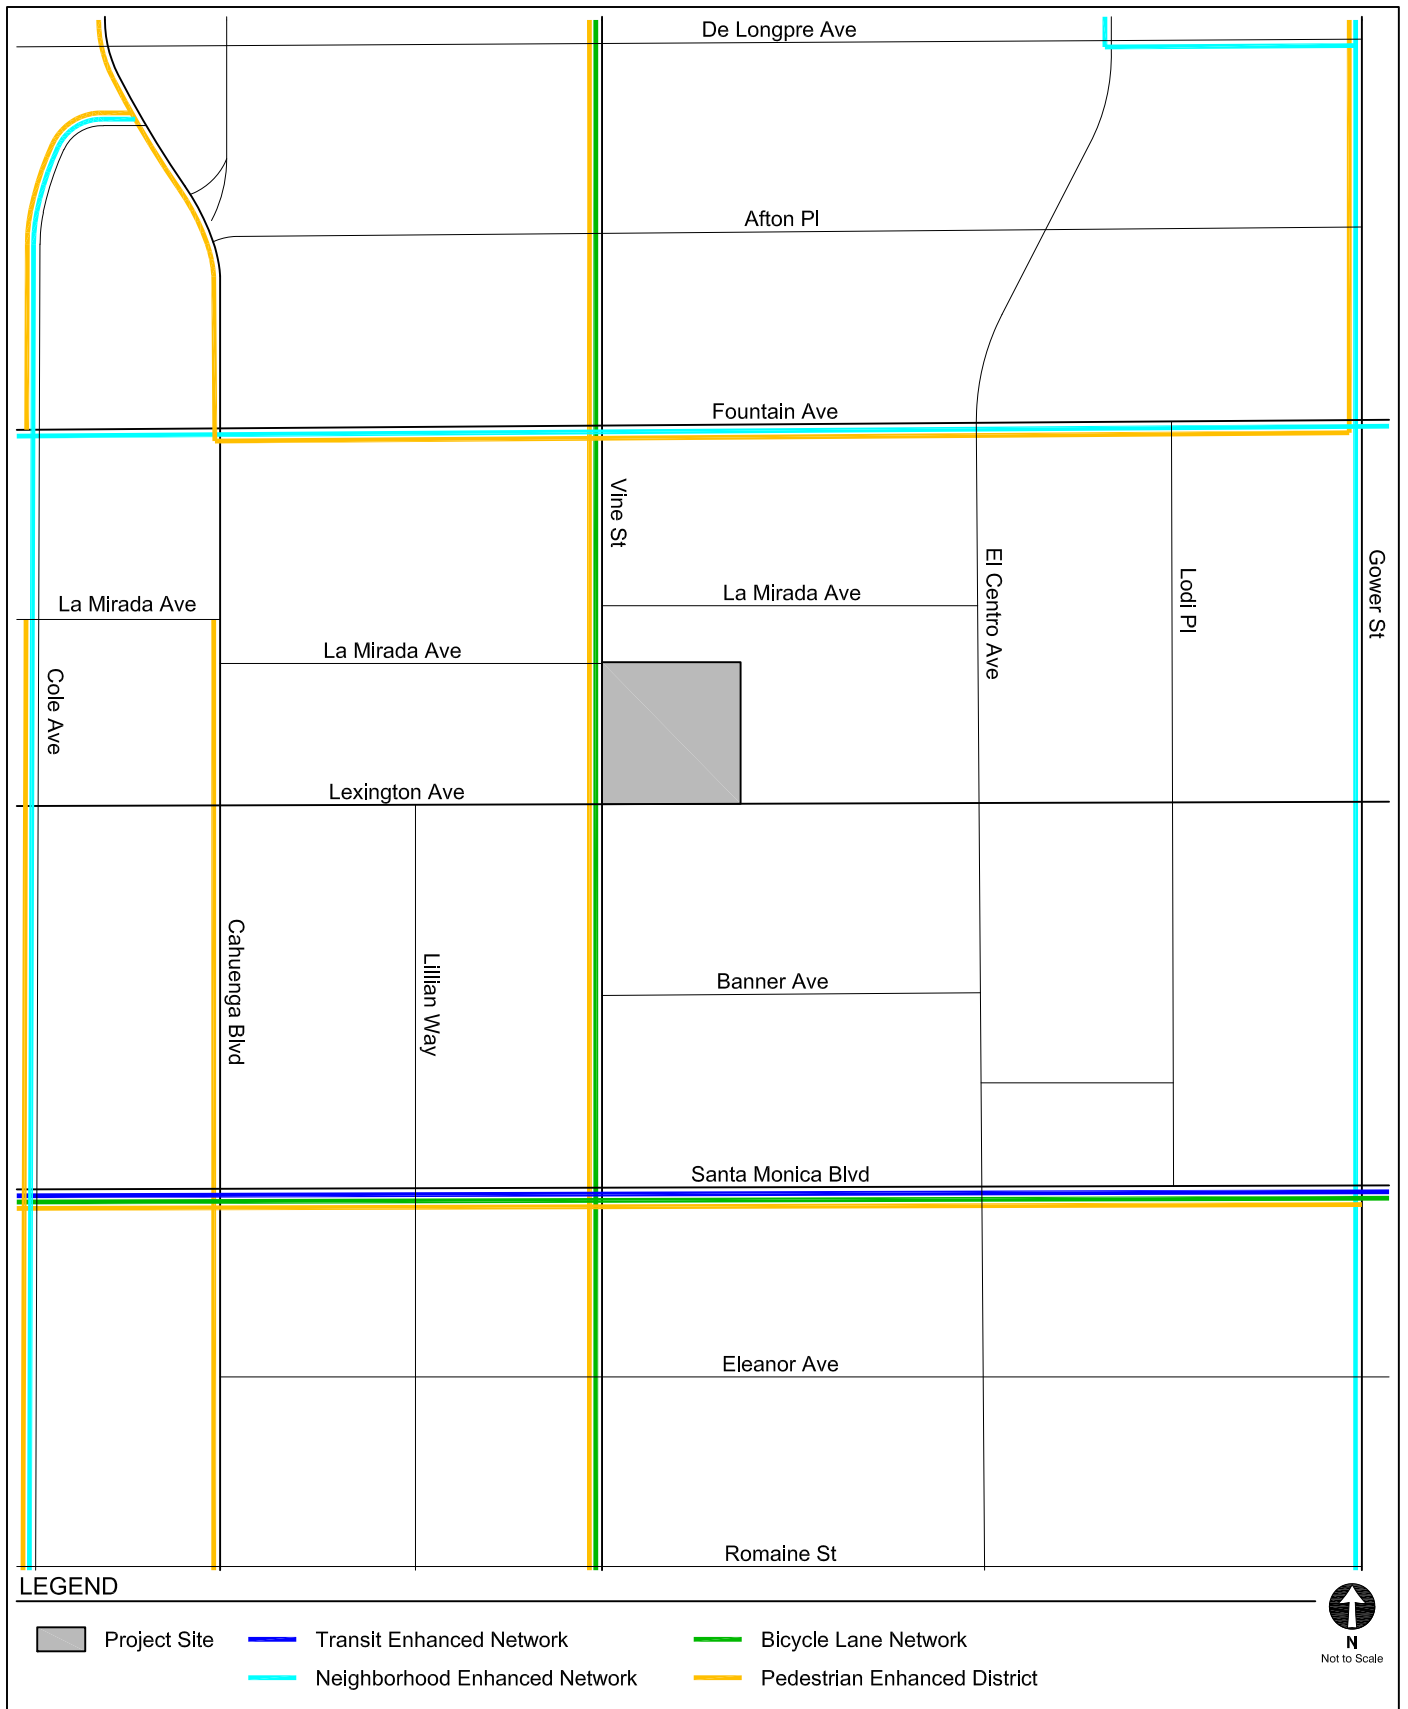 De Longpre Ave
Afton Pl
Fountain Ave
Vine St
El Centro Ave
Lodi Pl
Gower St
La Mirada Ave
La Mirada Ave
La Mirada Ave
Cole Ave
Lexington Ave
Cahuenga Blvd
Lillian Way
Banner Ave
Santa Monica Blvd
Eleanor Ave
Romaine St
LEGEND
Project Site
Transit Enhanced Network
Bicycle Lane Network
Neighborhood Enhanced Network
Pedestrian Enhanced District
N
Not to Scale